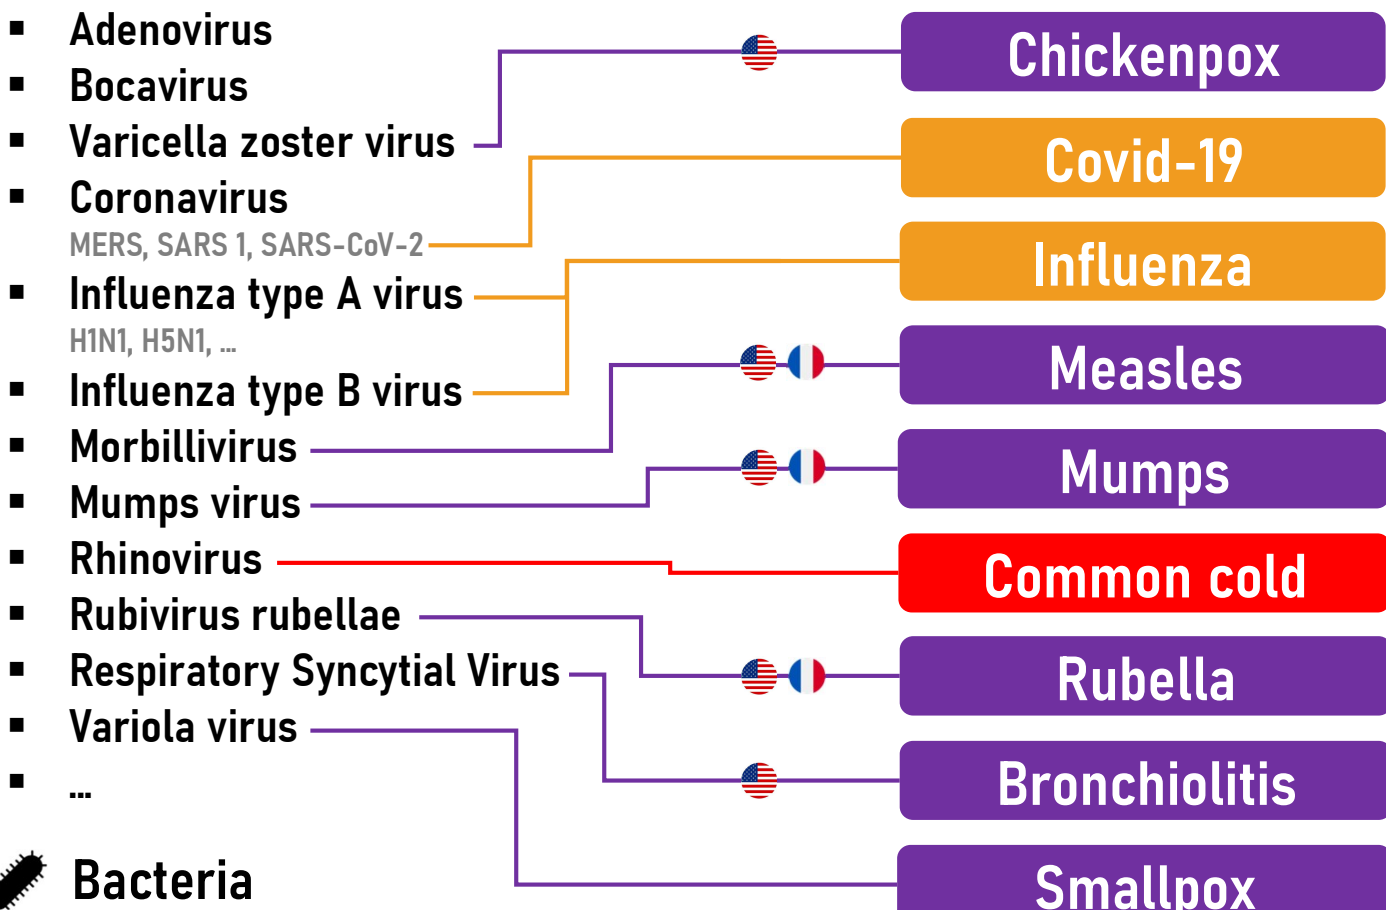 Adenovirus
Bocavirus
Varicella zoster virus
Coronavirus
MERS, SARS 1, SARS-CoV-2
Influenza type A virus
H1N1, H5N1, ...
Influenza type B virus
Morbillivirus
Mumps virus
Rhinovirus
Rubivirus rubellae
Respiratory Syncytial Virus
Variola virus
...
Bacteria
Chickenpox
Covid-19
Influenza
Measles
Mumps
Common cold
Rubella
Bronchiolitis
Smallpox